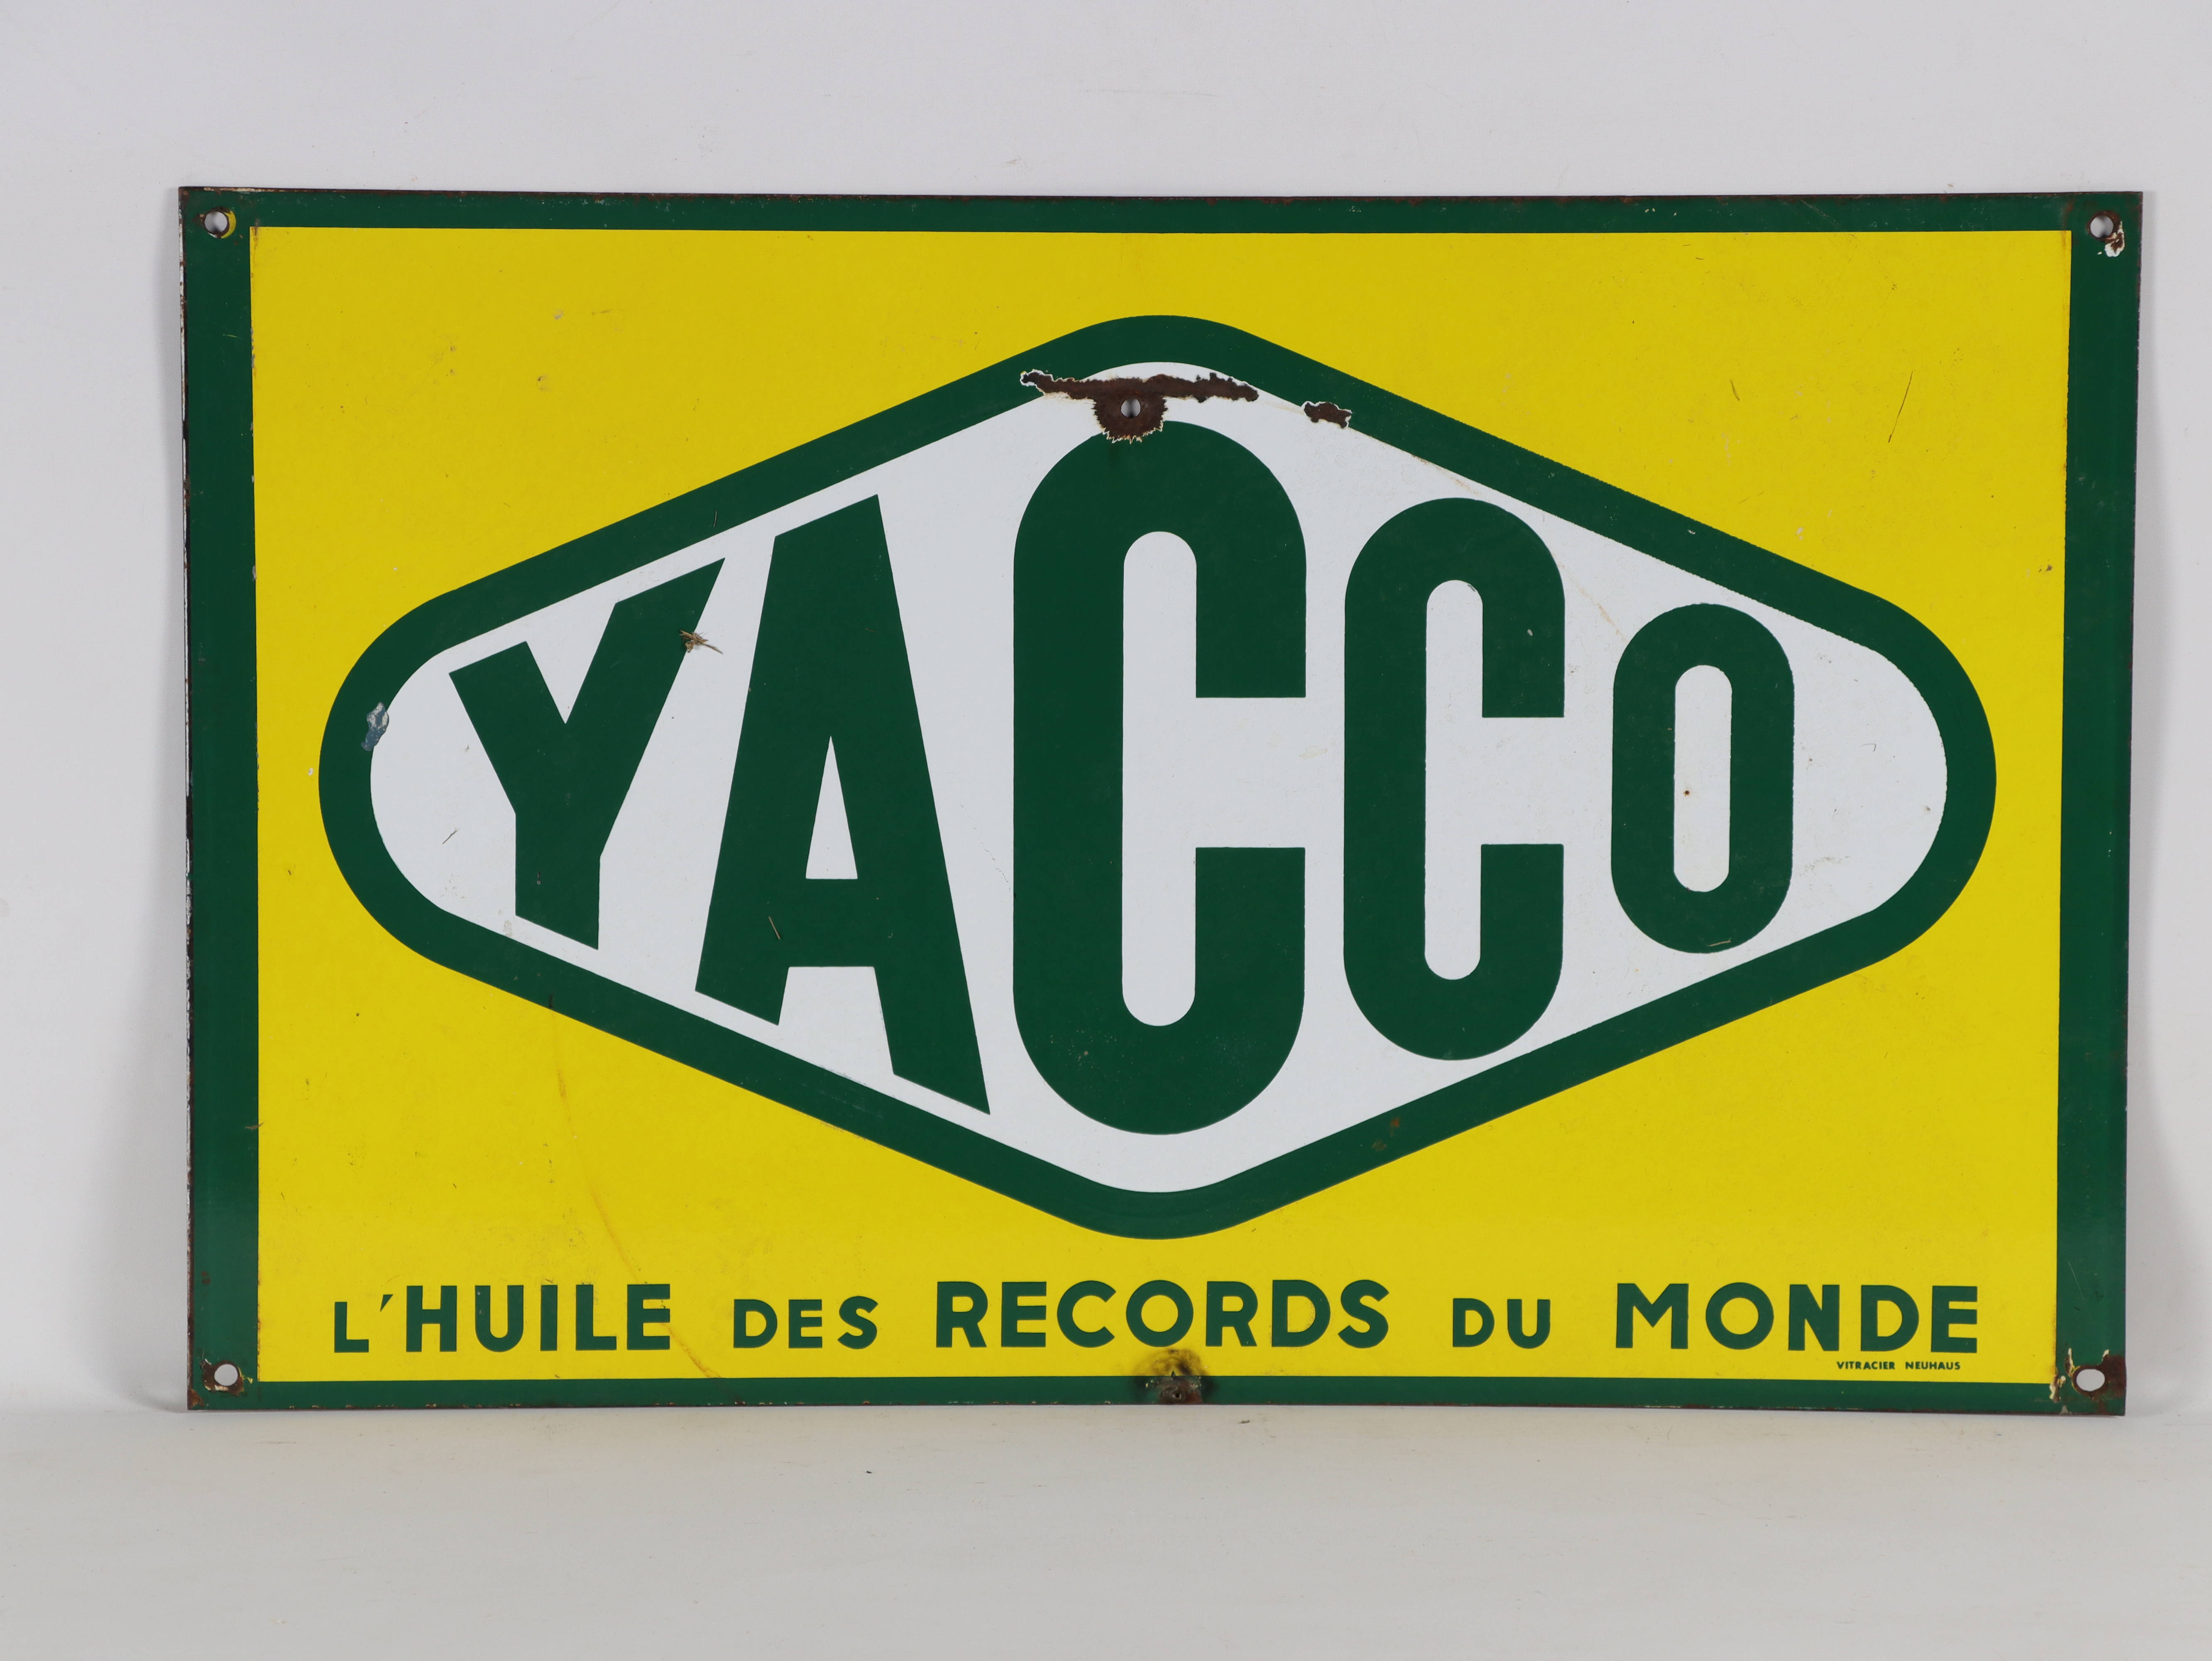 YACCO
L'HUILE DES RECORDS DU MONDE
VITRACIER NEUHAUS